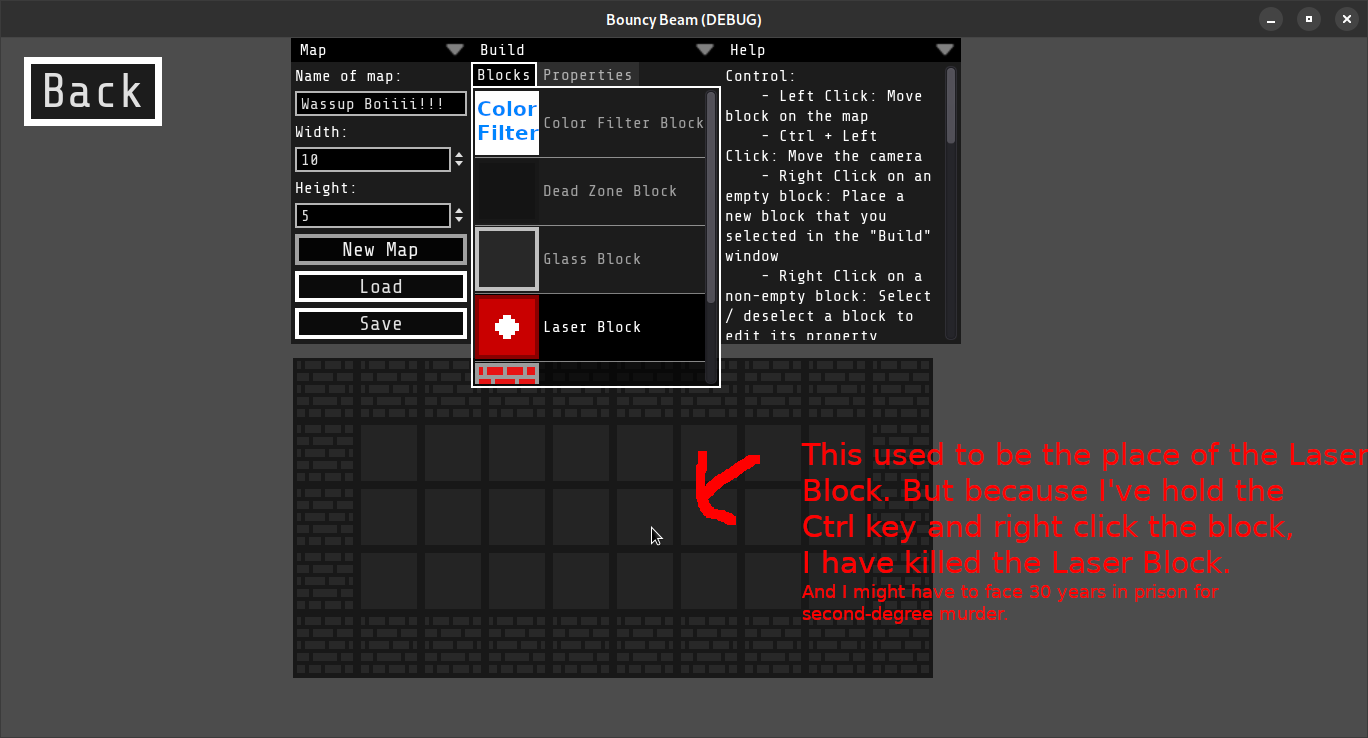 Bouncy Beam (DEBUG)
Back
Map
Name of map:
Wassup Boiiii!!!
Width:
10
Height:
5
New Map
Load
Save
Build
Blocks Properties
Color
Filter
Color Filter Block
Dead Zone Block
Glass Block
Laser Block
Help
Control:
- Left Click: Move
block on the map
- Ctrl + Left
Click: Move the camera
- Right Click on an
empty block: Place a
new block that you
selected in the "Build"
window
- Right Click on a
non-empty block: Select
/ deselect a block to
edit its property
This used to be the place of the Laser
Block. But because I've hold the
Ctrl key and right click the block,
I have killed the Laser Block.
And I might have to face 30 years in prison for
second-degree murder.